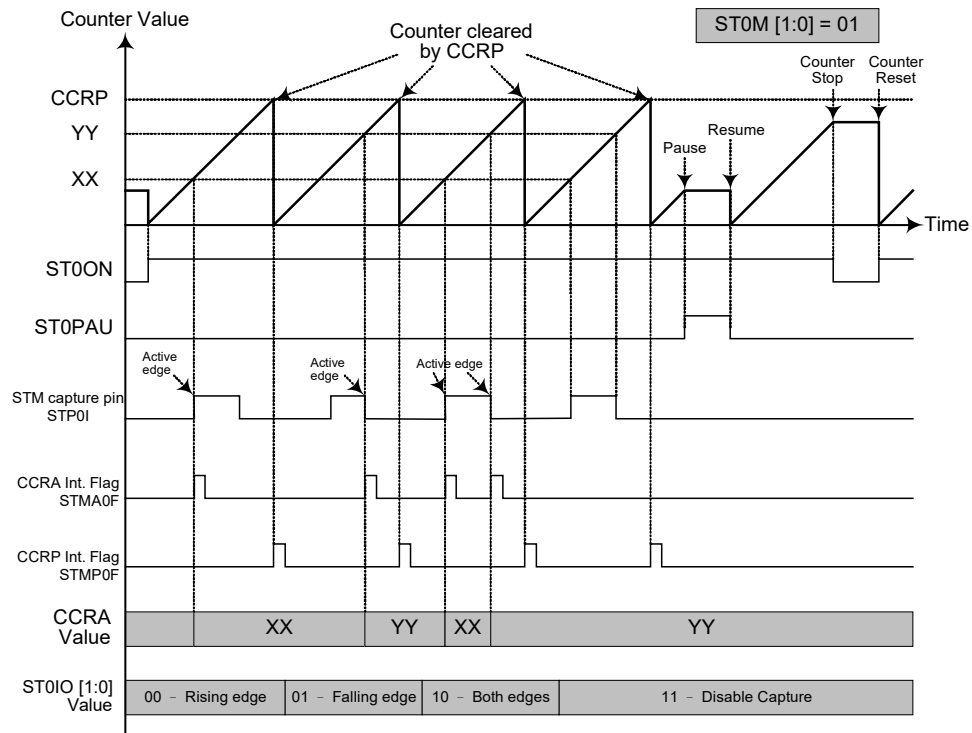 Counter Value
ST0M [1:0] = 01
Counter cleared
by CCRP
Counter
Stop
Counter
Reset
CCRP
YY
XX
Pause
Resume
Time
ST0ON
ST0PAU
Active
edge
Active
edge
Active edge
STM capture pin
STP0I
CCRA Int. Flag
STMA0F
CCRP Int. Flag
STMP0F
CCRA
Value
XX
YY
XX
YY
ST0IO [1:0]
Value
00 - Rising edge
01 - Falling edge
10 - Both edges
11 - Disable Capture